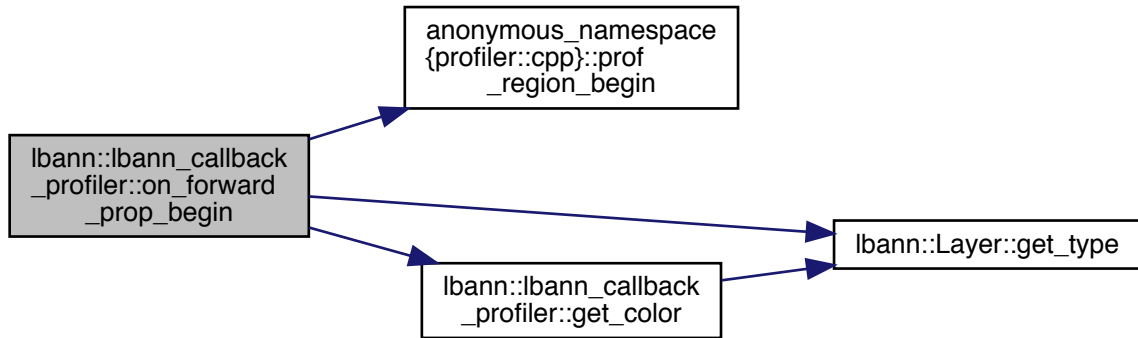 anonymous_namespace
{profiler::cpp}::prof
_region_begin
lbann::lbann_callback
_profiler::on_forward
_prop_begin
lbann::Layer::get_type
lbann::lbann_callback
_profiler::get_color